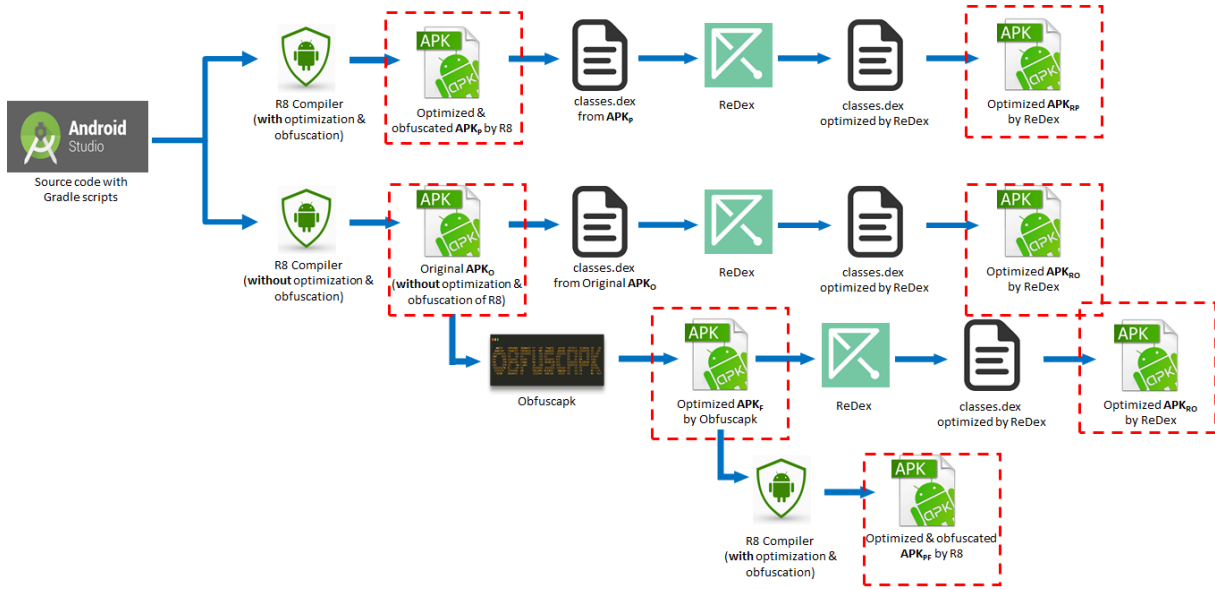 APK
APK
R8 Compiler
(with optimization &
obfuscation)
Optimized &
obfuscated APKP by R8
classes.dex
from APKP
ReDex
classes.dex
optimized by ReDex
Optimized APKRP
by ReDex
Android
Studio
Source code with
Gradle scripts
APK
APK
R8 Compiler
(without optimization &
obfuscation)
Original APKO
(without optimization &
obfuscation of R8)
classes.dex
from Original APKO
ReDex
classes.dex
optimized by ReDex
Optimized APKRO
by ReDex
OBFUSCAPK
Obfuscapk
APK
Optimized APKF
by Obfuscapk
ReDex
classes.dex
optimized by ReDex
APK
Optimized APKRO
by ReDex
R8 Compiler
(with optimization &
obfuscation)
APK
Optimized & obfuscated
APKPF by R8